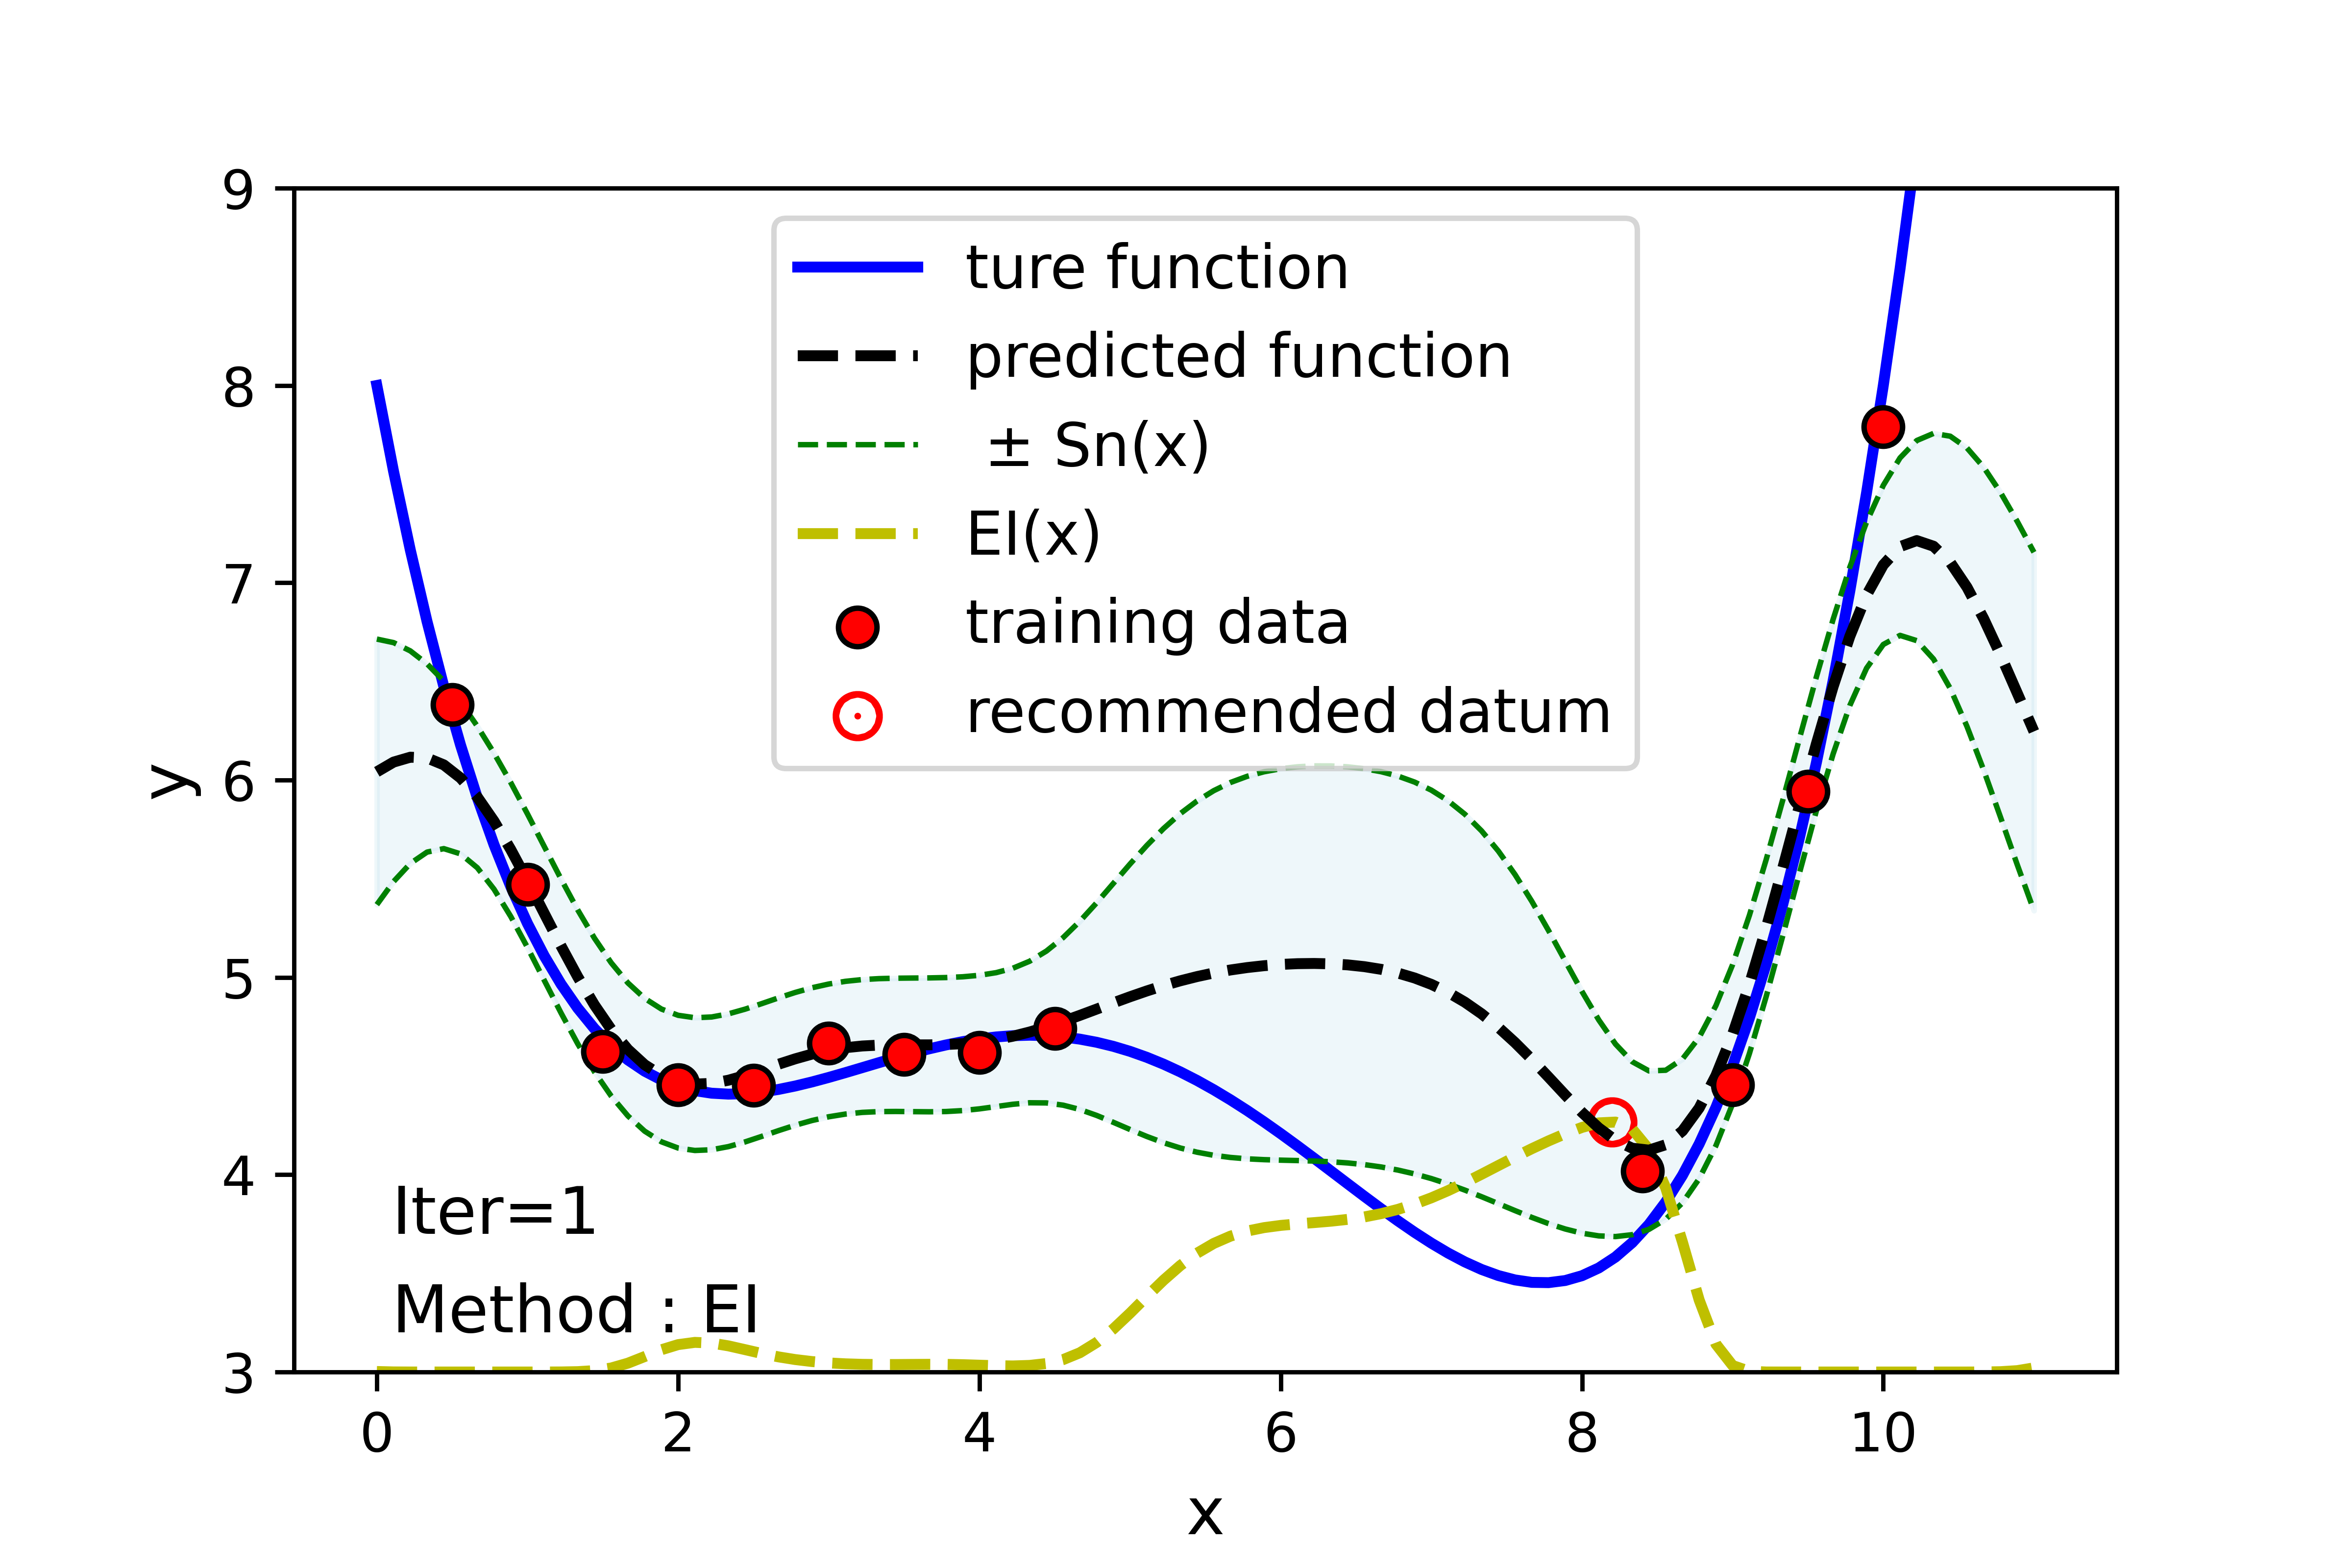 9
8
7
6
5
4
3
y
ture function
predicted function
± Sn(x)
EI(x)
training data
recommended datum
Iter=1
Method : EI
0 2 4 6 8 10
x